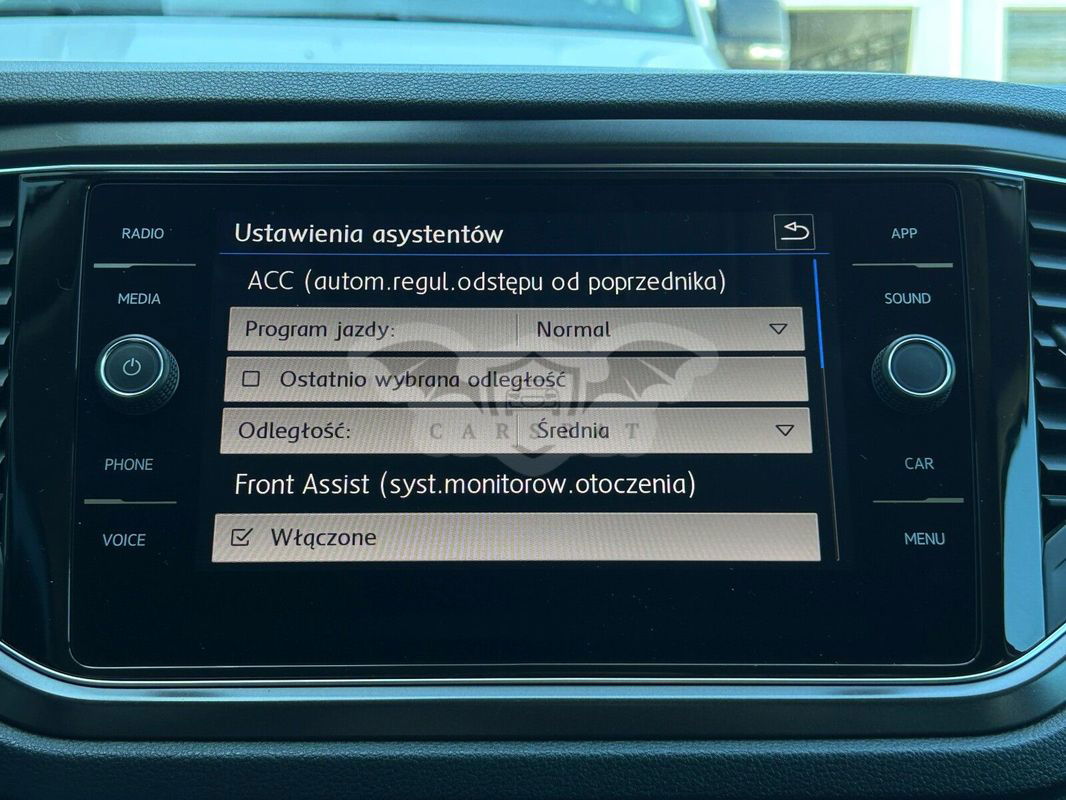 RADIO
MEDIA
PHONE
VOICE
Ustawienia asystentów
ACC (autom.regul.odstępu od poprzednika)
Program jazdy: Normal
Ostatnio wybrana odległość
Odległość: Średnia
CARSBAT
Front Assist (syst.monitorow.otoczenia)
Włączone
APP
SOUND
CAR
MENU